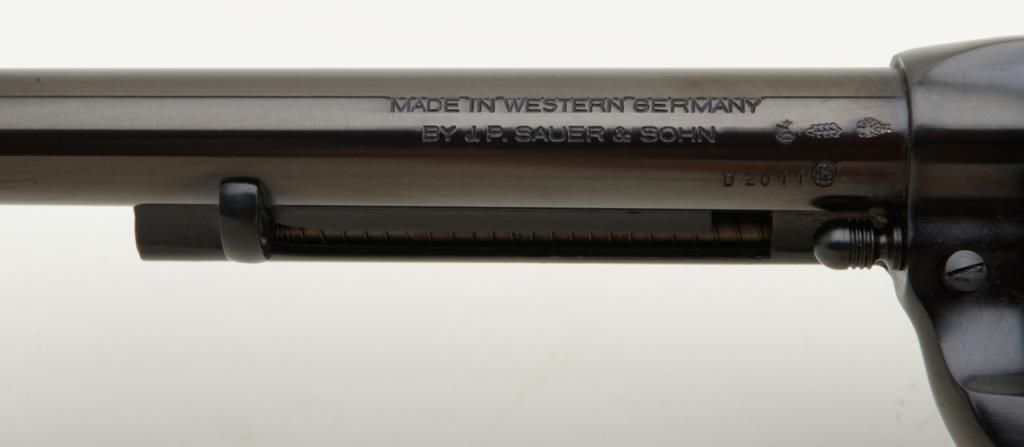 MADE IN WESTERN GERMANY
BY J. P. SAUER & SOHN
D 2011